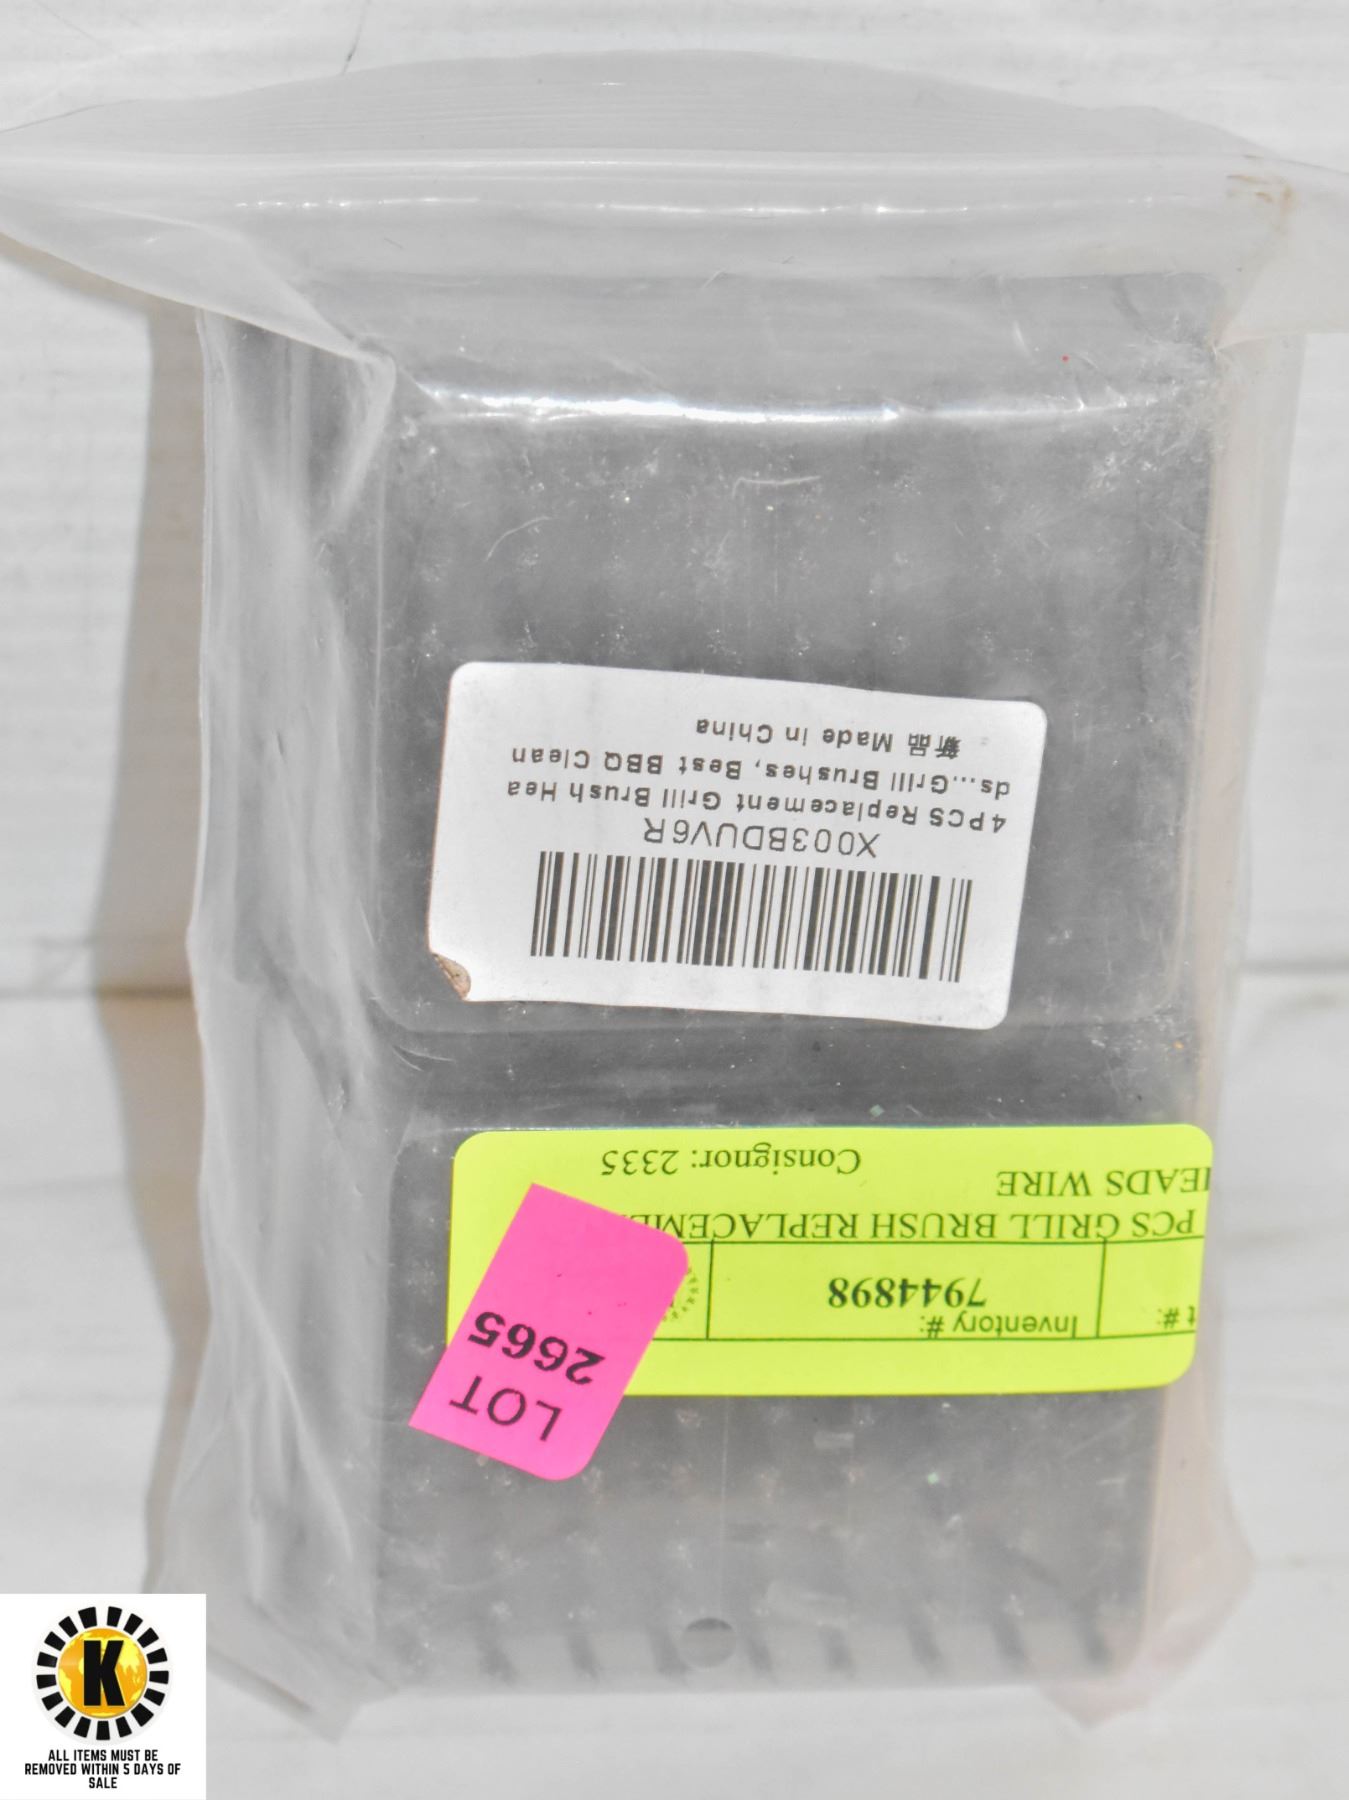 X003BDUV6R
4PCS Replacement Grill Brush Hea
ds...Grill Brushes, Best BBQ Clean
新品 Made in China
t #:
Inventory #:
7944898
PCS GRILL BRUSH REPLACEME
EADS WIRE
Consignor: 2335
LOT
2665
K
ALL ITEMS MUST BE
REMOVED WITHIN 5 DAYS OF
SALE